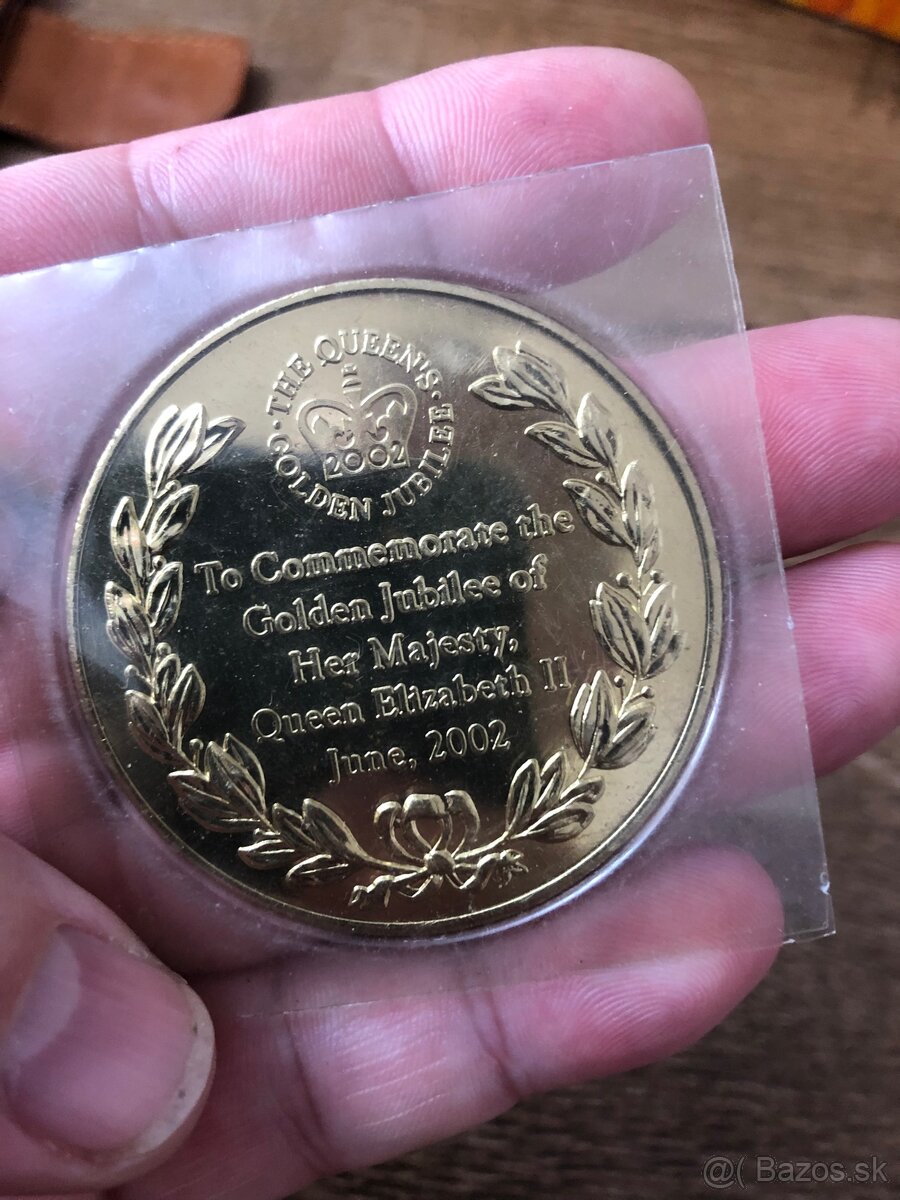 ·THE QUEEN'S·
GOLDEN JUBILEE
2002
To Commemorate the
Golden Jubilee of
Her Majesty,
Queen Elizabeth II
June, 2002
@( Bazos.sk